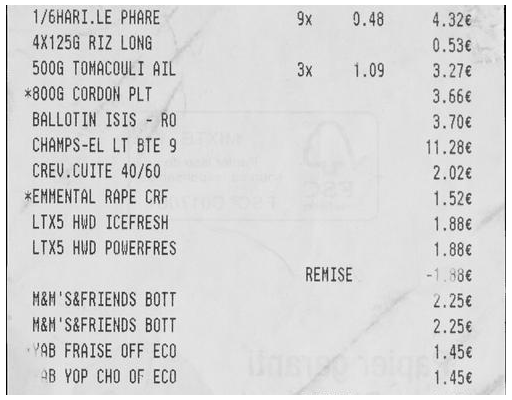 1/6HARI.LE PHARE 9x 0.48 4.32€
4X125G RIZ LONG 0.53€
500G TOMACOULI AIL 3x 1.09 3.27€
*800G CORDON PLT 3.66€
BALLOTIN ISIS - RO 3.70€
CHAMPS-EL LT BTE 9 11.28€
CREV.CUITE 40/60 2.02€
*EMMENTAL RAPE CRF 1.52€
LTX5 HWD ICEFRESH 1.88€
LTX5 HWD POWERFRES 1.88€
REMISE -1.88€
M&M'S&FRIENDS BOTT 2.25€
M&M'S&FRIENDS BOTT 2.25€
YAB FRAISE OFF ECO 1.45€
AB YOP CHO OF ECO 1.45€